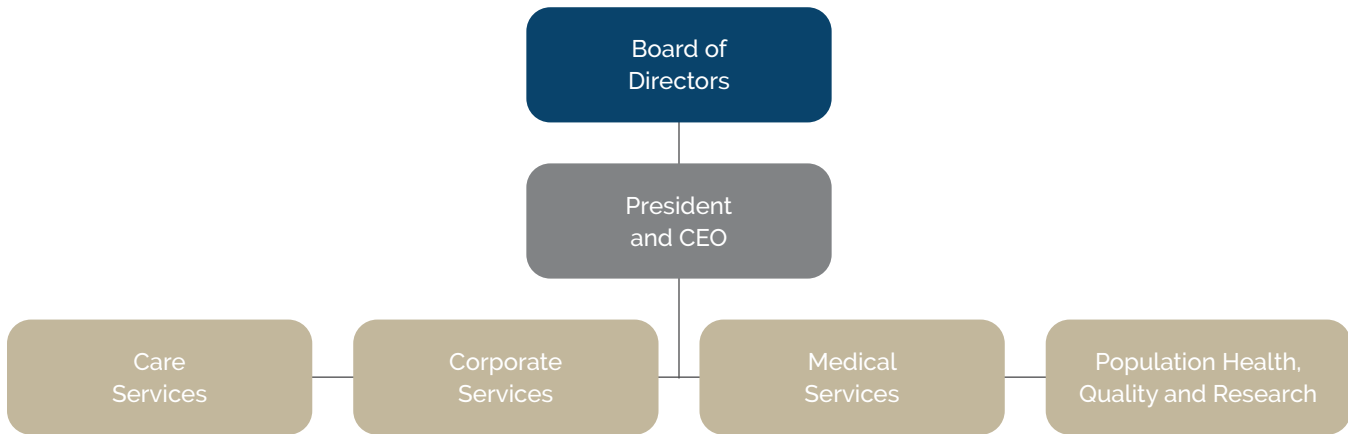 Board of
Directors
President
and CEO
Care
Services
Corporate
Services
Medical
Services
Population Health,
Quality and Research